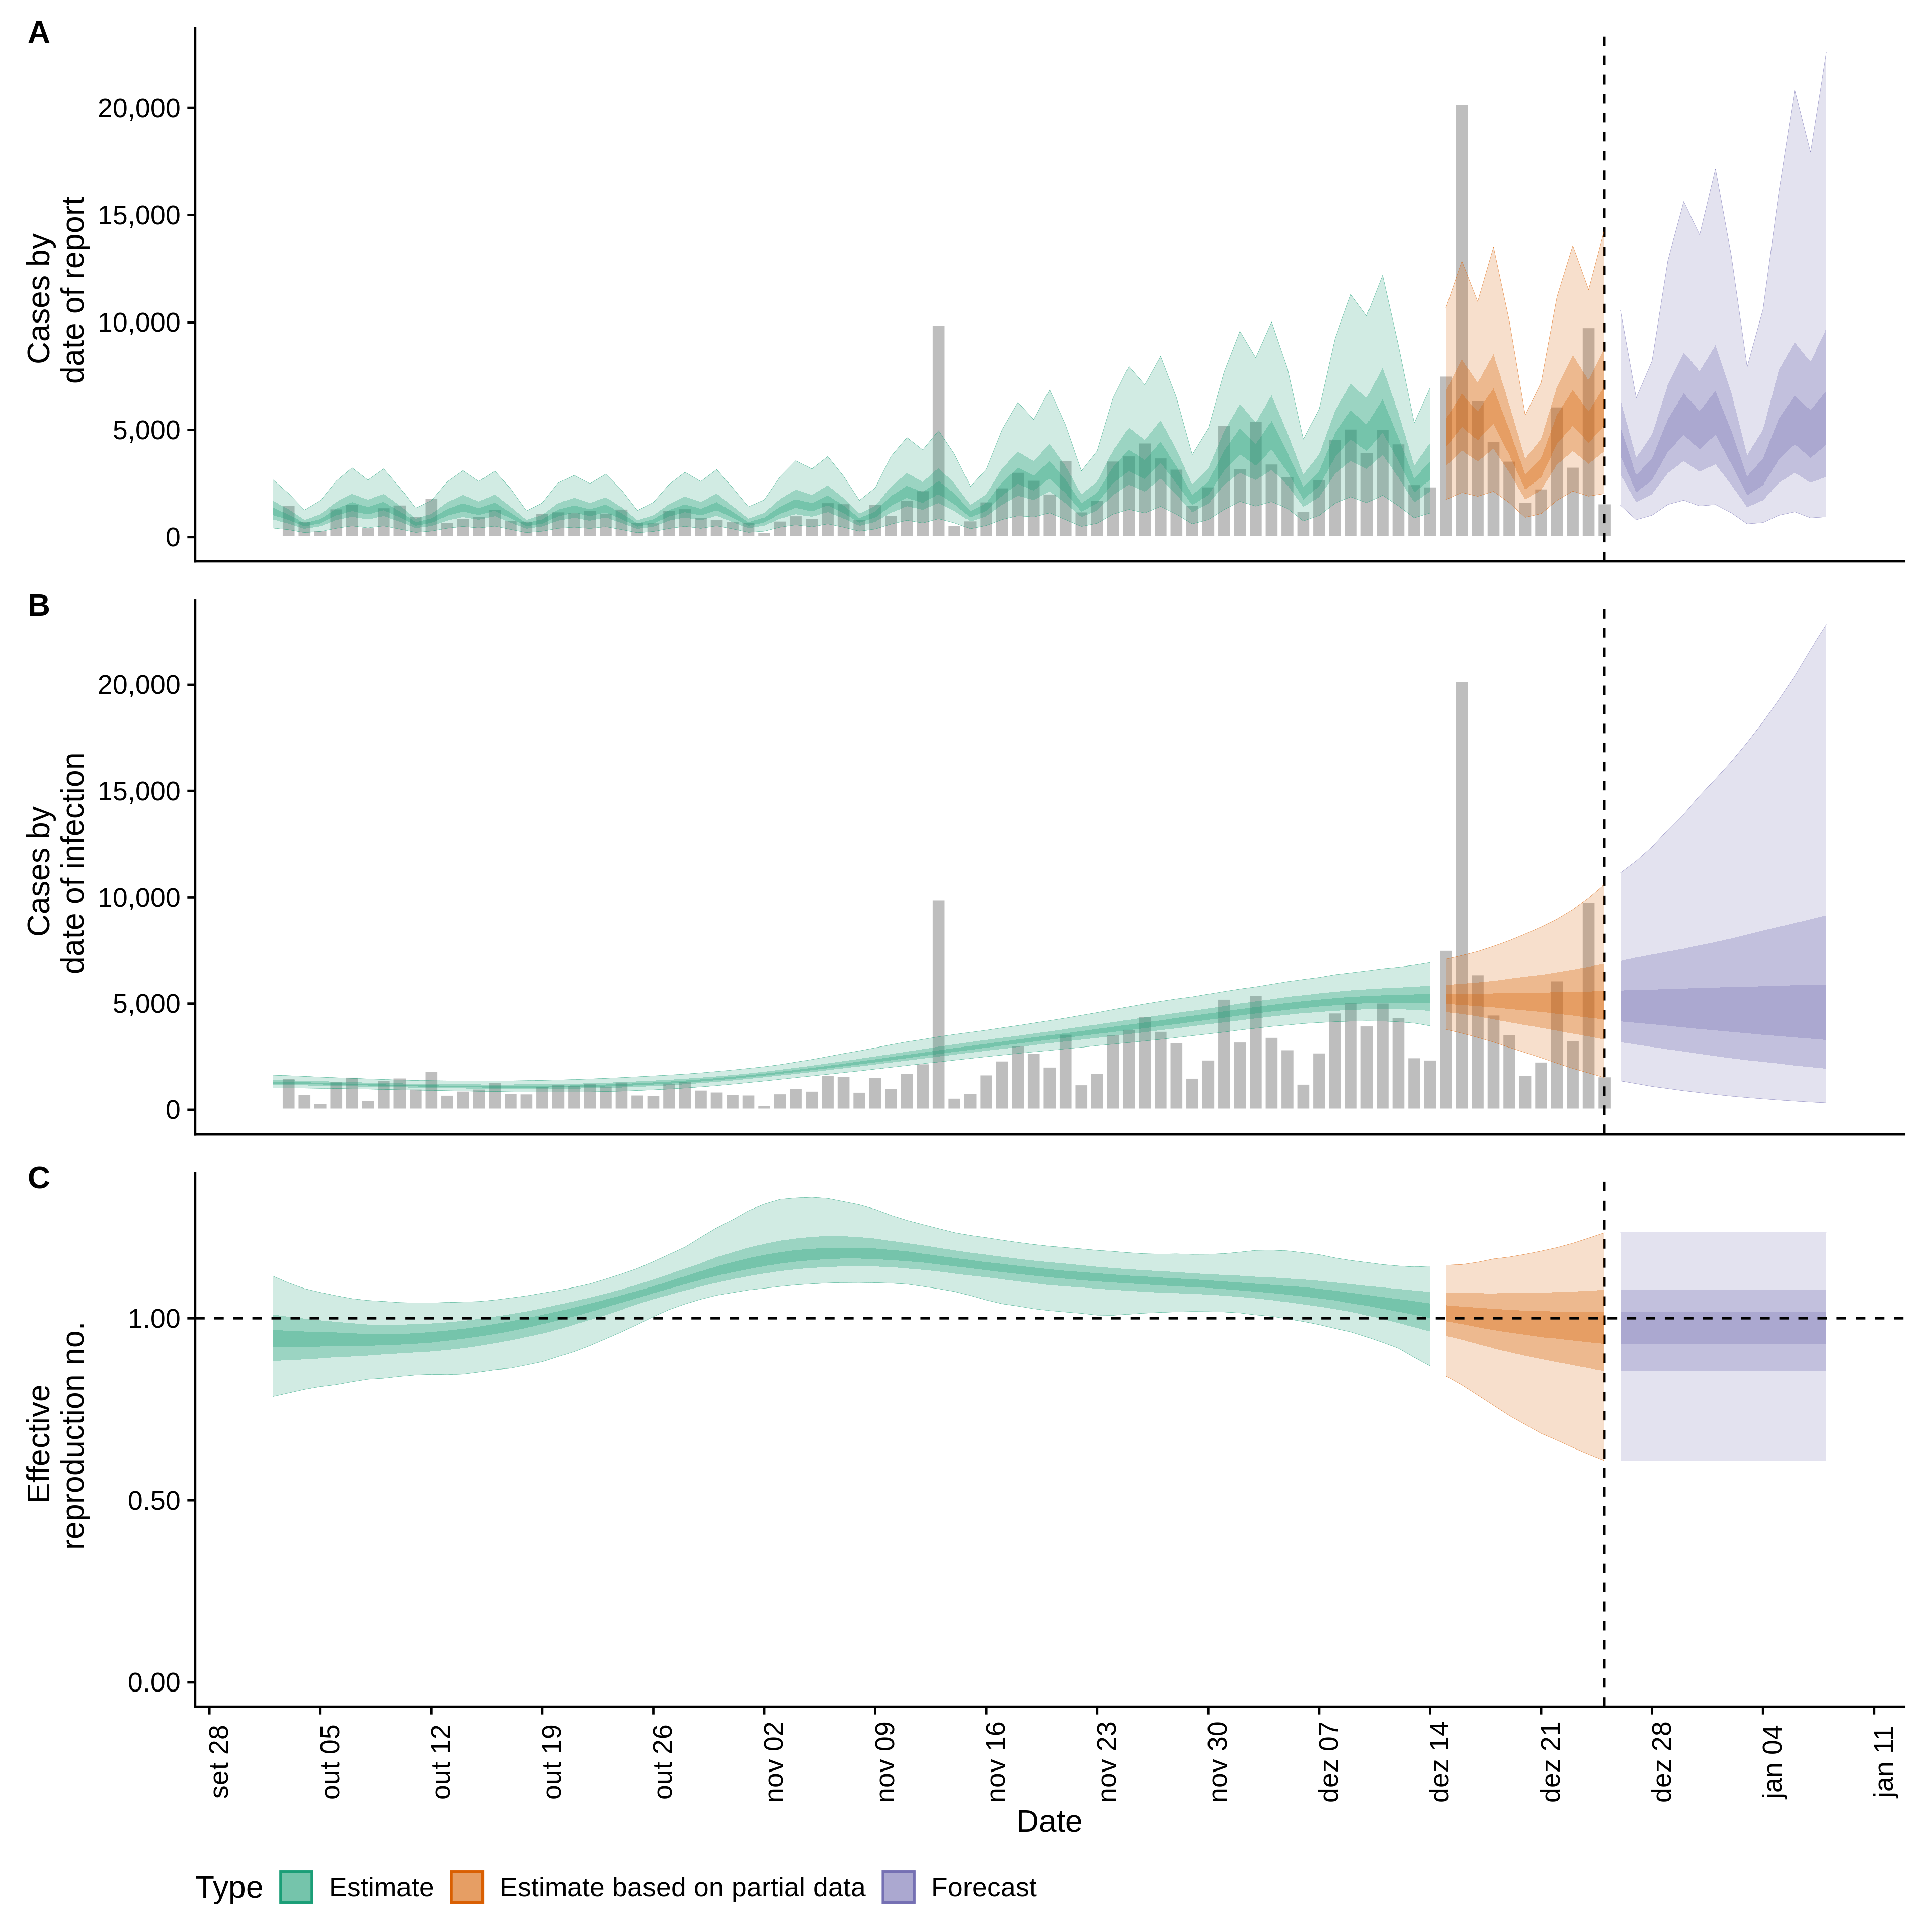 A
Cases by
date of report
20,000
15,000
10,000
5,000
0
B
Cases by
date of infection
20,000
15,000
10,000
5,000
0
C
Effective
reproduction no.
1.00
0.50
0.00
set 28
out 05
out 12
out 19
out 26
nov 02
nov 09
nov 16
nov 23
nov 30
dez 07
dez 14
dez 21
dez 28
jan 04
jan 11
Date
Type Estimate Estimate based on partial data Forecast